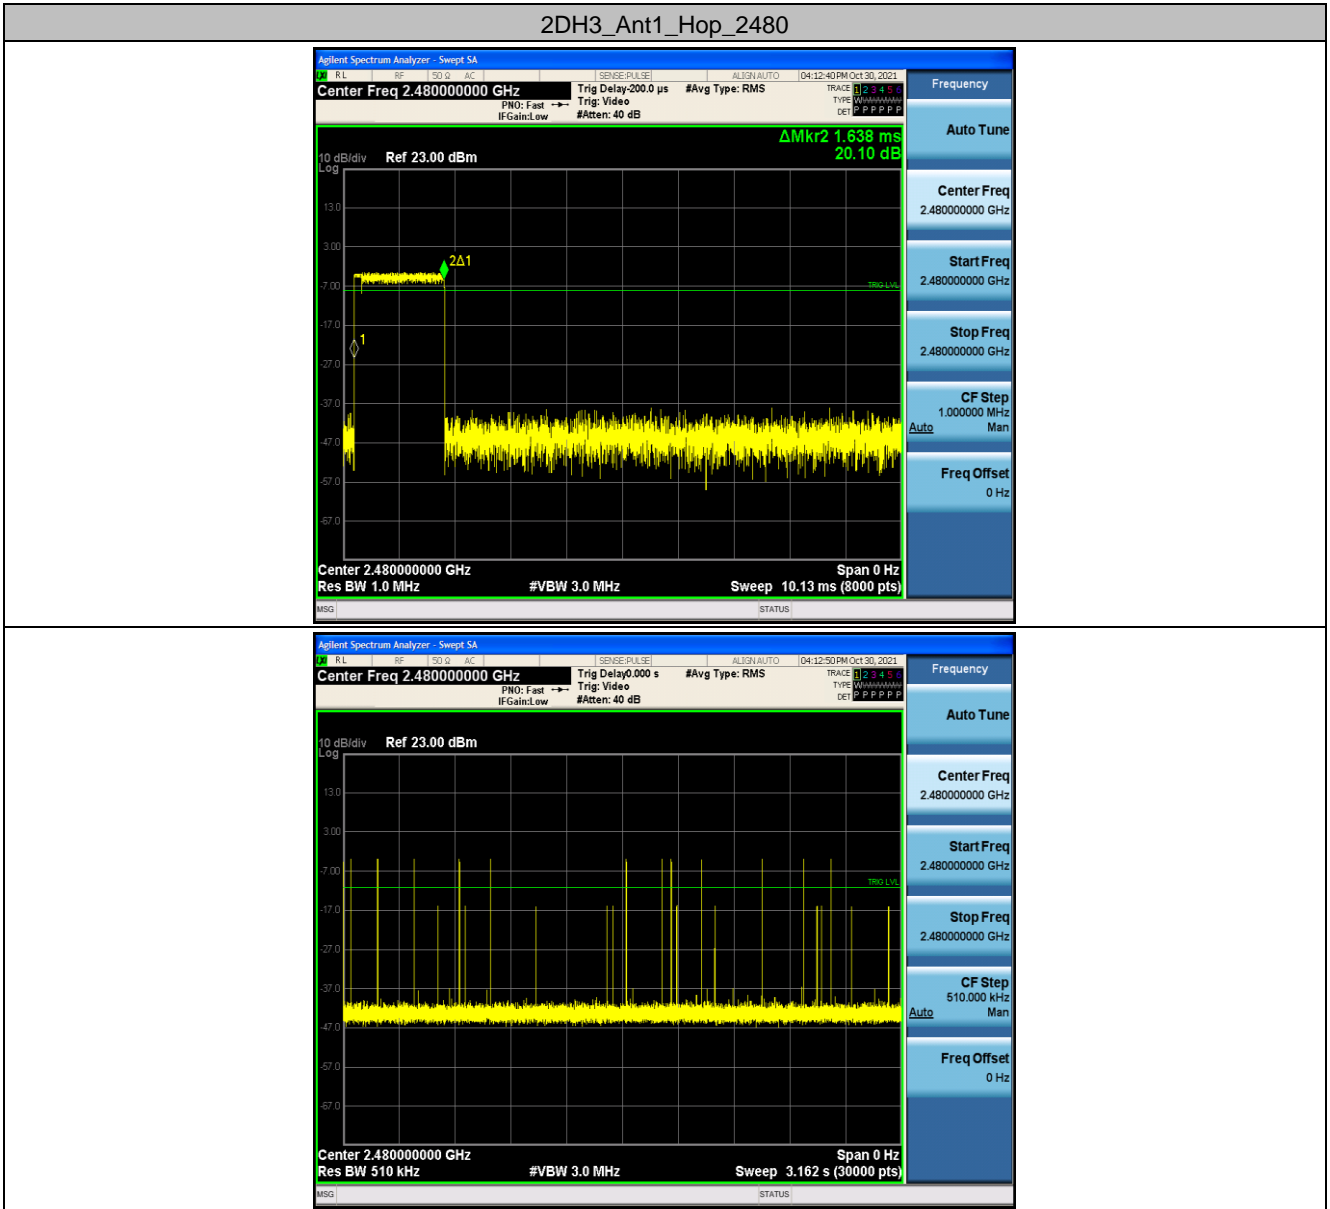 2DH3_Ant1_Hop_2480
Agilent Spectrum Analyzer - Swept SA
RL RF 50 Ω AC SENSE:PULSE ALIGN AUTO 04:12:40 PM Oct 30, 2021
Center Freq 2.480000000 GHz
PNO: Fast
IFGain:Low
Trig Delay-200.0 µs
Trig: Video
#Atten: 40 dB
#Avg Type: RMS
TRACE 1 2 3 4 5 6
TYPE W
DET P P P P P P
ΔMkr2 1.638 ms
20.10 dB
10 dB/div Ref 23.00 dBm
Log
13.0
3.00
-7.00
-17.0
-27.0
-37.0
-47.0
-57.0
-67.0
2Δ1
1
TRIG LVL
Center 2.480000000 GHz Span 0 Hz
Res BW 1.0 MHz #VBW 3.0 MHz Sweep 10.13 ms (8000 pts)
MSG STATUS
Frequency
Auto Tune
Center Freq
2.480000000 GHz
Start Freq
2.480000000 GHz
Stop Freq
2.480000000 GHz
CF Step
1.000000 MHz
Auto Man
Freq Offset
0 Hz
Agilent Spectrum Analyzer - Swept SA
RL RF 50 Ω AC SENSE:PULSE ALIGN AUTO 04:12:50 PM Oct 30, 2021
Center Freq 2.480000000 GHz
PNO: Fast
IFGain:Low
Trig Delay0.000 s
Trig: Video
#Atten: 40 dB
#Avg Type: RMS
TRACE 1 2 3 4 5 6
TYPE W
DET P P P P P P
10 dB/div Ref 23.00 dBm
Log
13.0
3.00
-7.00
-17.0
-27.0
-37.0
-47.0
-57.0
-67.0
TRIG LVL
Center 2.480000000 GHz Span 0 Hz
Res BW 510 kHz #VBW 3.0 MHz Sweep 3.162 s (30000 pts)
MSG STATUS
Frequency
Auto Tune
Center Freq
2.480000000 GHz
Start Freq
2.480000000 GHz
Stop Freq
2.480000000 GHz
CF Step
510.000 kHz
Auto Man
Freq Offset
0 Hz